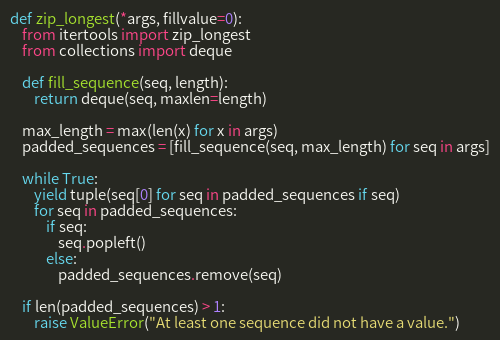 def zip_longest(*args, fillvalue=0):
from itertools import zip_longest
from collections import deque
def fill_sequence(seq, length):
return deque(seq, maxlen=length)
max_length = max(len(x) for x in args)
padded_sequences = [fill_sequence(seq, max_length) for seq in args]
while True:
yield tuple(seq[0] for seq in padded_sequences if seq)
for seq in padded_sequences:
if seq:
seq.popleft()
else:
padded_sequences.remove(seq)
if len(padded_sequences) > 1:
raise ValueError("At least one sequence did not have a value.")